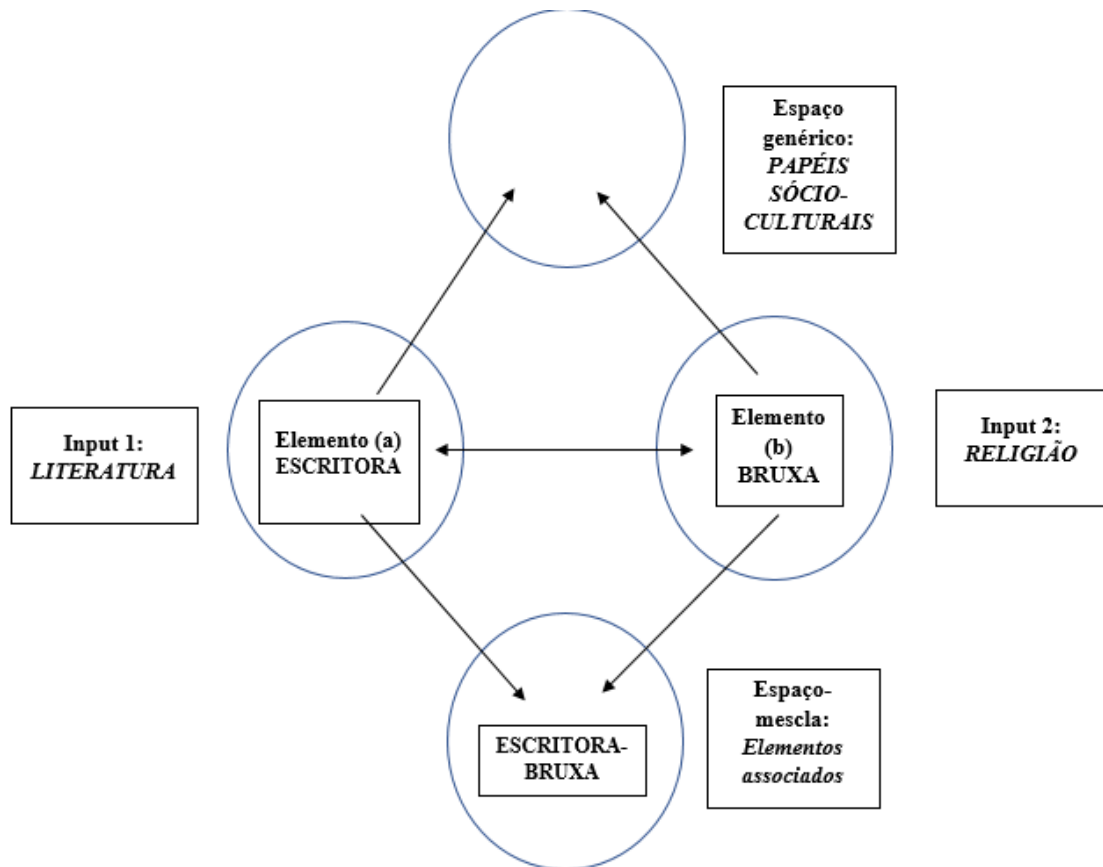 Espaço
genérico:
PAPÉIS
SÓCIO-
CULTURAIS
Input 1:
LITERATURA
Elemento (a)
ESCRITORA
Elemento
(b)
BRUXA
Input 2:
RELIGIÃO
ESCRITORA-
BRUXA
Espaço-
mescla:
Elementos
associados